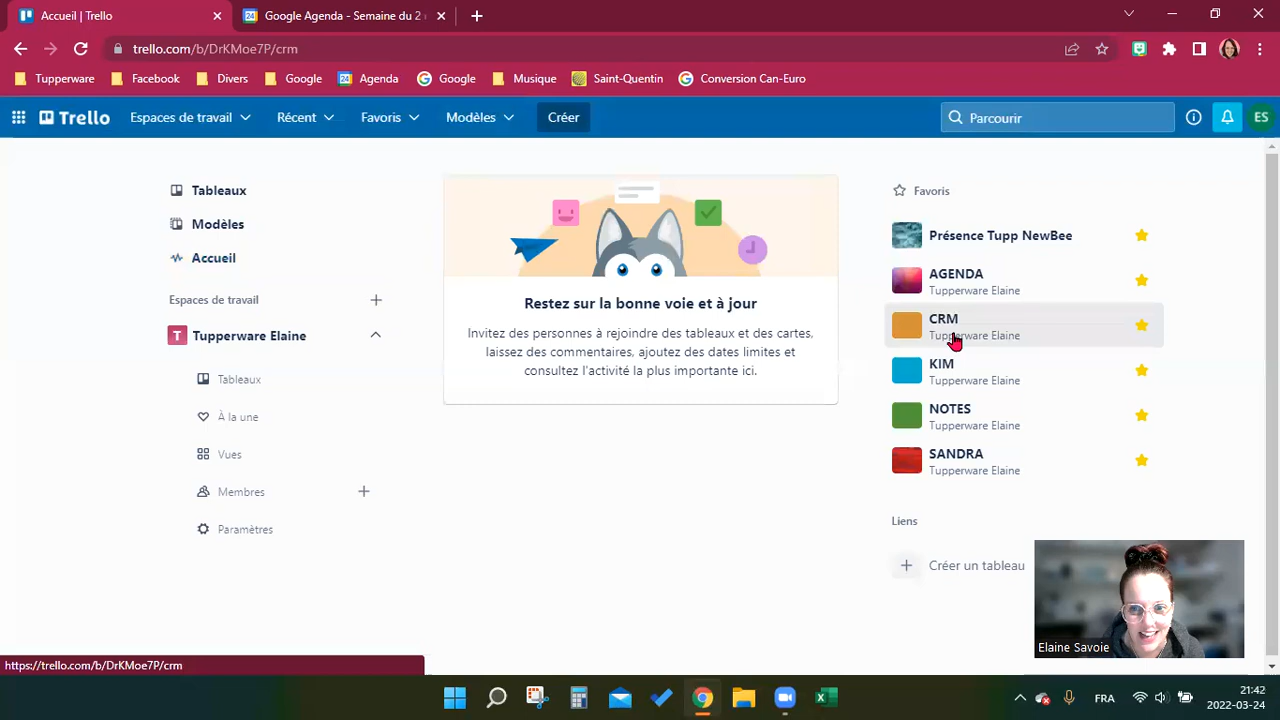 Accueil | Trello
Google Agenda - Semaine du 2
trello.com/b/DrKMoe7P/crm
Tupperware
Facebook
Divers
Google
Agenda
Google
Musique
Saint-Quentin
Conversion Can-Euro
Trello
Espaces de travail
Récent
Favoris
Modèles
Créer
Parcourir
ES
Tableaux
Modèles
Accueil
Espaces de travail
T Tupperware Elaine
Tableaux
À la une
Vues
Membres
Paramètres
Restez sur la bonne voie et à jour
Invitez des personnes à rejoindre des tableaux et des cartes,
laissez des commentaires, ajoutez des dates limites et
consultez l'activité la plus importante ici.
Favoris
Présence Tupp NewBee
AGENDA
Tupperware Elaine
CRM
Tupperware Elaine
KIM
Tupperware Elaine
NOTES
Tupperware Elaine
SANDRA
Tupperware Elaine
Liens
Créer un tableau
Elaine Savoie
https://trello.com/b/DrKMoe7P/crm
FRA
21:42
2022-03-24